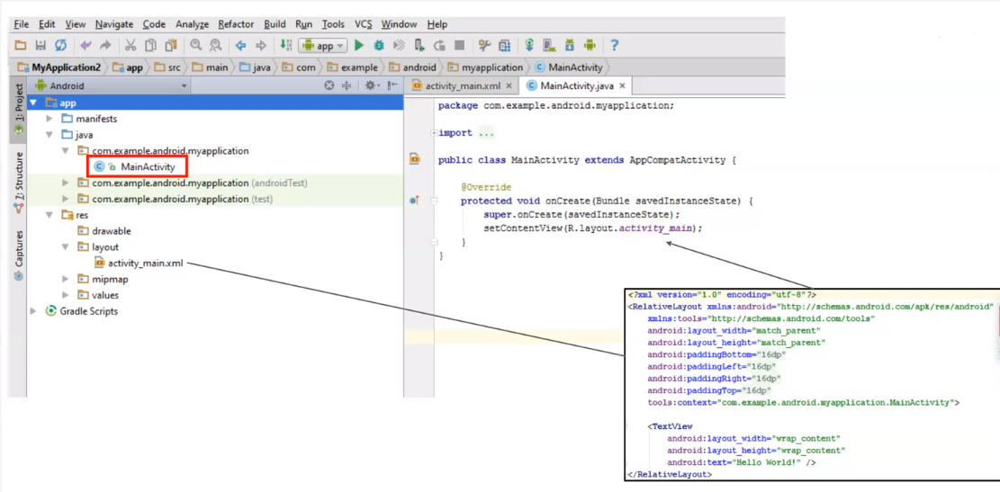 File Edit View Navigate Code Analyze Refactor Build Run Tools VCS Window Help
app
MyApplication2 app src main java com example android myapplication MainActivity
1: Project
7: Structure
Captures
Android
app
manifests
java
com.example.android.myapplication
MainActivity
com.example.android.myapplication (androidTest)
com.example.android.myapplication (test)
res
drawable
layout
activity_main.xml
mipmap
values
Gradle Scripts
activity_main.xml MainActivity.java
package com.example.android.myapplication;
import ...
public class MainActivity extends AppCompatActivity {
@Override
protected void onCreate(Bundle savedInstanceState) {
super.onCreate(savedInstanceState);
setContentView(R.layout.activity_main);
}
}
<?xml version="1.0" encoding="utf-8"?>
<RelativeLayout xmlns:android="http://schemas.android.com/apk/res/android"
xmlns:tools="http://schemas.android.com/tools"
android:layout_width="match_parent"
android:layout_height="match_parent"
android:paddingBottom="16dp"
android:paddingLeft="16dp"
android:paddingRight="16dp"
android:paddingTop="16dp"
tools:context="com.example.android.myapplication.MainActivity">
<TextView
android:layout_width="wrap_content"
android:layout_height="wrap_content"
android:text="Hello World!" />
</RelativeLayout>